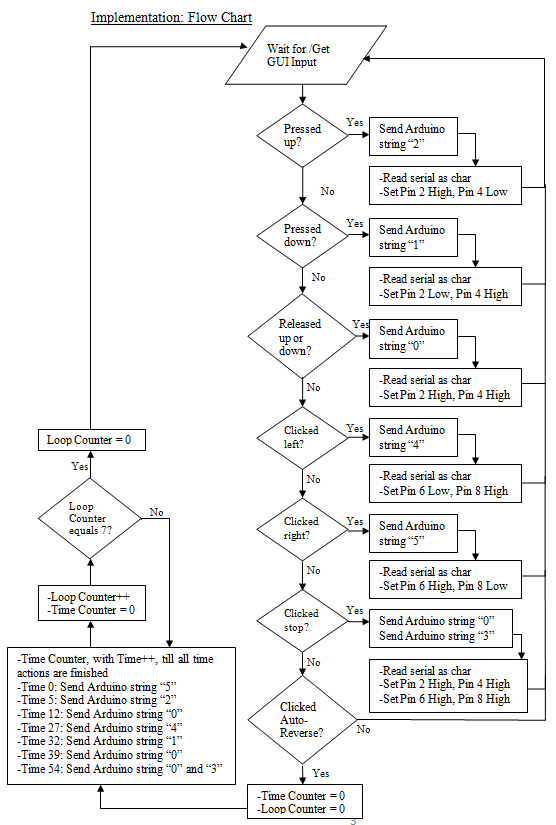 Implementation: Flow Chart
Wait for /Get
GUI Input
Pressed
up?
Yes
Send Arduino
string “2”
-Read serial as char
-Set Pin 2 High, Pin 4 Low
No
Pressed
down?
Yes
Send Arduino
string “1”
-Read serial as char
-Set Pin 2 Low, Pin 4 High
No
Released
up or
down?
Yes
Send Arduino
string “0”
-Read serial as char
-Set Pin 2 High, Pin 4 High
No
Clicked
left?
Yes
Send Arduino
string “4”
-Read serial as char
-Set Pin 6 Low, Pin 8 High
No
Clicked
right?
Yes
Send Arduino
string “5”
-Read serial as char
-Set Pin 6 High, Pin 8 Low
No
Clicked
stop?
Yes
Send Arduino string “0”
Send Arduino string “3”
-Read serial as char
-Set Pin 2 High, Pin 4 High
-Set Pin 6 High, Pin 8 High
No
Clicked
Auto-
Reverse?
No
Yes
-Time Counter = 0
-Loop Counter = 0
-Time Counter, with Time++, till all time
actions are finished
-Time 0: Send Arduino string “5”
-Time 5: Send Arduino string “2”
-Time 12: Send Arduino string “0”
-Time 27: Send Arduino string “4”
-Time 32: Send Arduino string “1”
-Time 39: Send Arduino string “0”
-Time 54: Send Arduino string “0” and “3”
-Loop Counter++
-Time Counter = 0
Loop
Counter
equals 7?
No
Yes
Loop Counter = 0
3